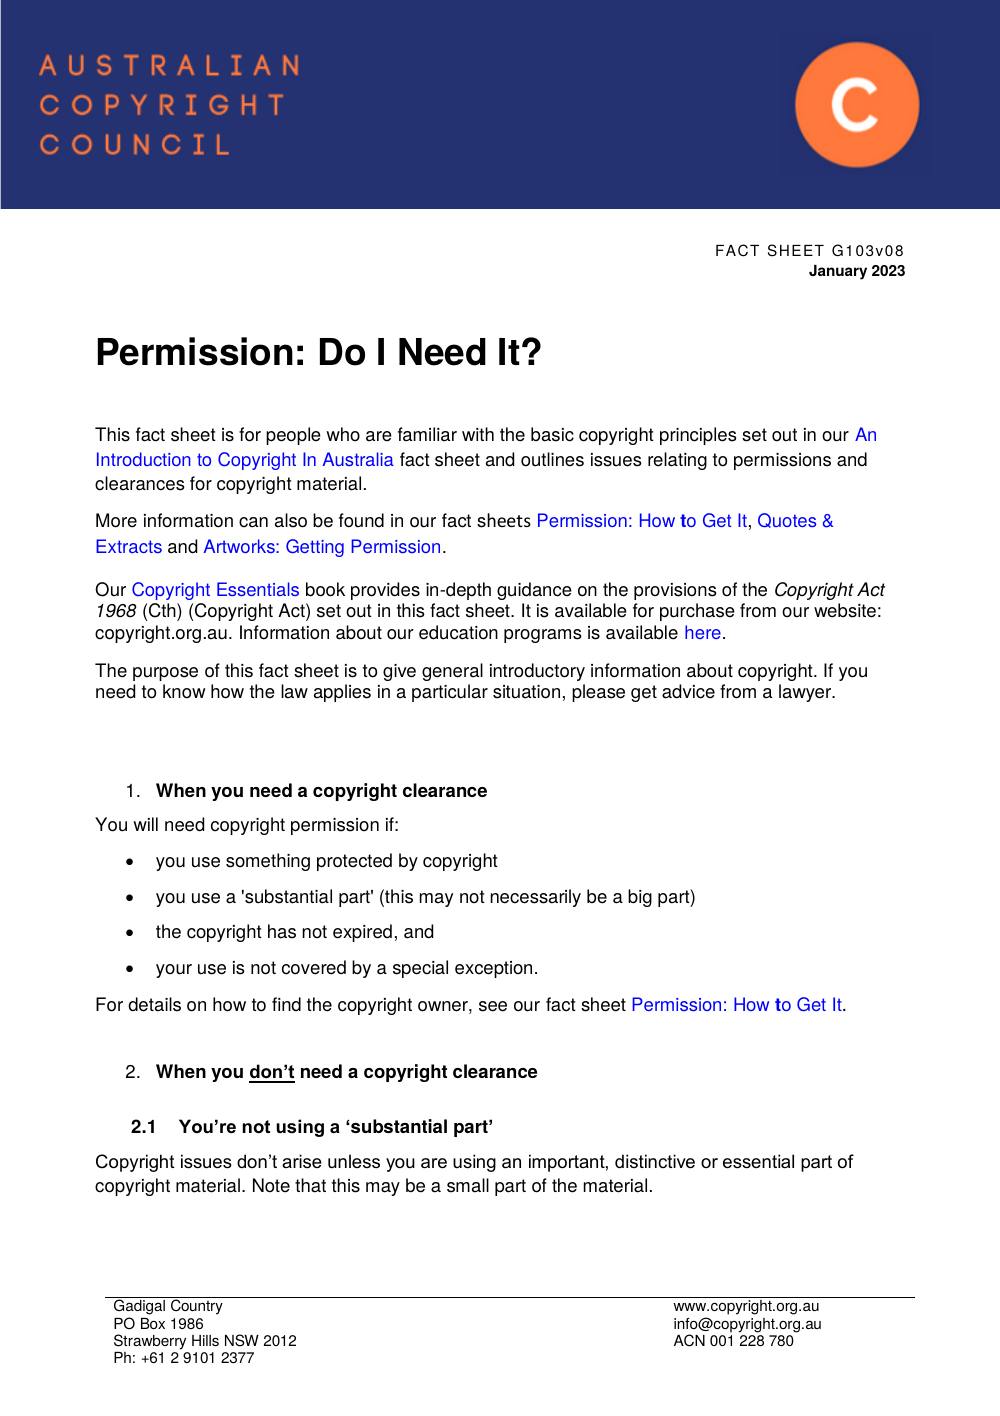 AUSTRALIAN
COPYRIGHT
COUNCIL
C
FACT SHEET G103v08
January 2023
Permission: Do I Need It?
This fact sheet is for people who are familiar with the basic copyright principles set out in our An
Introduction to Copyright In Australia fact sheet and outlines issues relating to permissions and
clearances for copyright material.
More information can also be found in our fact sheets Permission: How to Get It, Quotes &
Extracts and Artworks: Getting Permission.
Our Copyright Essentials book provides in-depth guidance on the provisions of the Copyright Act
1968 (Cth) (Copyright Act) set out in this fact sheet. It is available for purchase from our website:
copyright.org.au. Information about our education programs is available here.
The purpose of this fact sheet is to give general introductory information about copyright. If you
need to know how the law applies in a particular situation, please get advice from a lawyer.
1. When you need a copyright clearance
You will need copyright permission if:
• you use something protected by copyright
• you use a 'substantial part' (this may not necessarily be a big part)
• the copyright has not expired, and
• your use is not covered by a special exception.
For details on how to find the copyright owner, see our fact sheet Permission: How to Get It.
2. When you don’t need a copyright clearance
2.1 You’re not using a ‘substantial part’
Copyright issues don’t arise unless you are using an important, distinctive or essential part of
copyright material. Note that this may be a small part of the material.
Gadigal Country
PO Box 1986
Strawberry Hills NSW 2012
Ph: +61 2 9101 2377
www.copyright.org.au
info@copyright.org.au
ACN 001 228 780